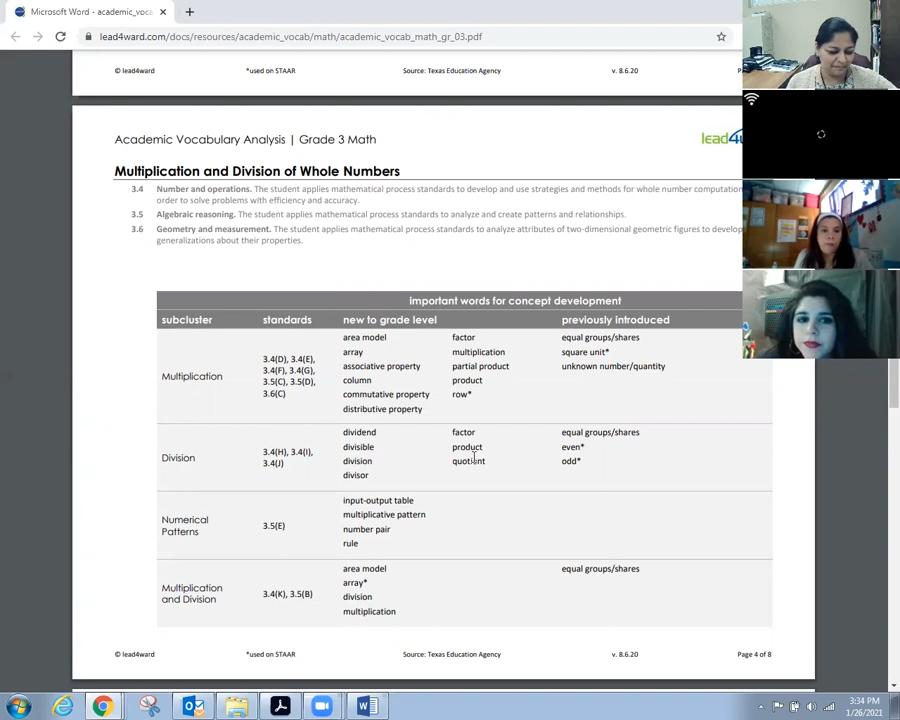 Microsoft Word - academic_voca
lead4ward.com/docs/resources/academic_vocab/math/academic_vocab_math_gr_03.pdf
© lead4ward *used on STAAR Source: Texas Education Agency v. 8.6.20
Academic Vocabulary Analysis | Grade 3 Math
Multiplication and Division of Whole Numbers
3.4 Number and operations. The student applies mathematical process standards to develop and use strategies and methods for whole number computation
order to solve problems with efficiency and accuracy.
3.5 Algebraic reasoning. The student applies mathematical process standards to analyze and create patterns and relationships.
3.6 Geometry and measurement. The student applies mathematical process standards to analyze attributes of two-dimensional geometric figures to develop
generalizations about their properties.
important words for concept development
subcluster standards new to grade level previously introduced
area model factor equal groups/shares
array multiplication square unit*
3.4(D), 3.4(E),
associative property partial product unknown number/quantity
3.4(F), 3.4(G),
Multiplication
column product
3.5(C), 3.5(D),
commutative property row*
3.6(C)
distributive property
dividend factor equal groups/shares
divisible product even*
3.4(H), 3.4(I),
Division
division quotient odd*
3.4(J)
divisor
input-output table
multiplicative pattern
Numerical
Patterns
3.5(E)
number pair
rule
area model equal groups/shares
array*
Multiplication
and Division
3.4(K), 3.5(B)
division
multiplication
© lead4ward *used on STAAR Source: Texas Education Agency v. 8.6.20 Page 4 of 8
3:34 PM
1/26/2021